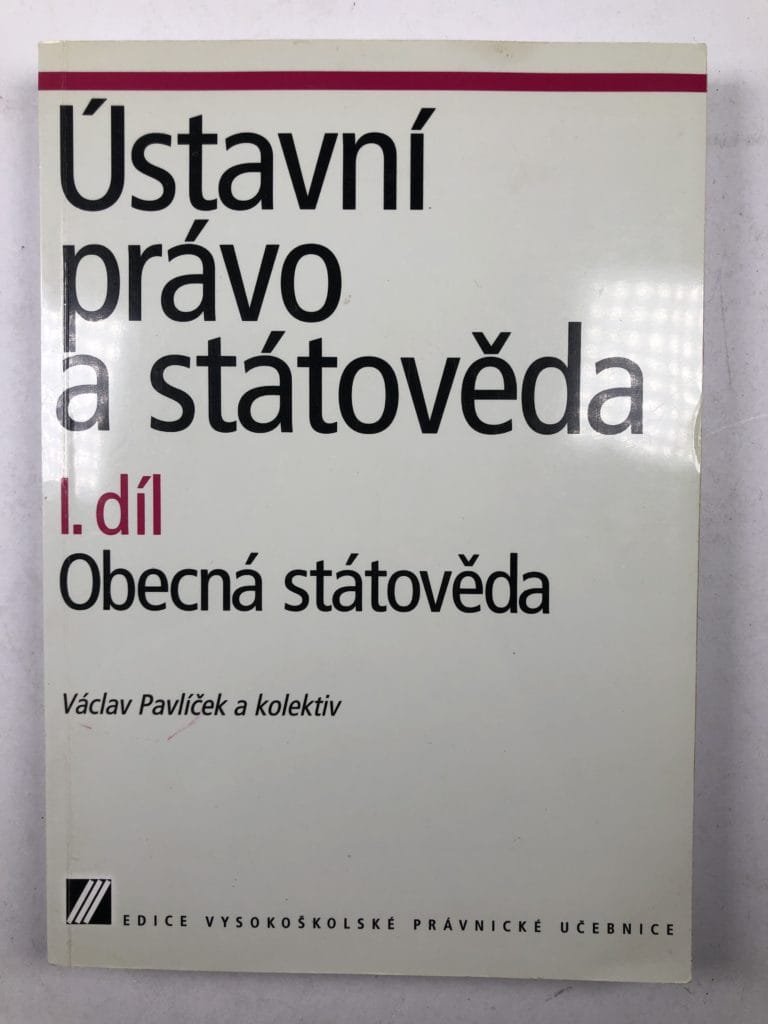 Ústavní
právo
a státověda
I. díl
Obecná státověda
Václav Pavlíček a kolektiv
EDICE VYSOKOŠKOLSKÉ PRÁVNICKÉ UČEBNICE